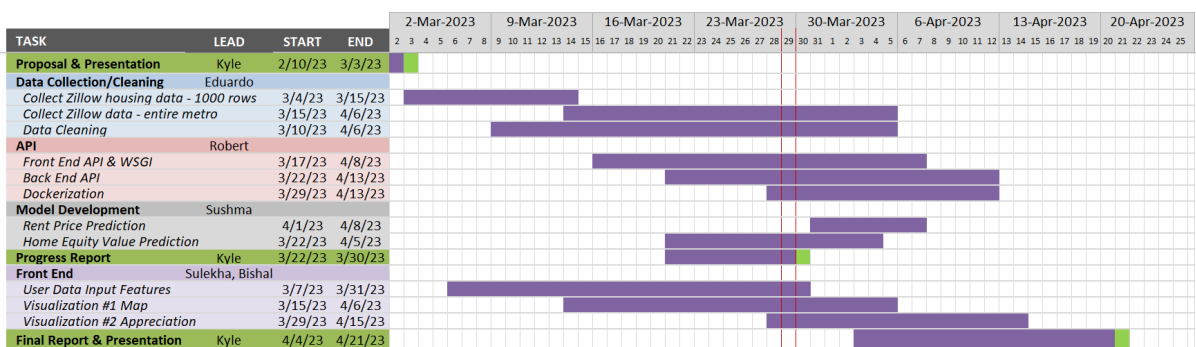 2-Mar-2023 9-Mar-2023 16-Mar-2023 23-Mar-2023 30-Mar-2023 6-Apr-2023 13-Apr-2023 20-Apr-2023
TASK LEAD START END 2 3 4 5 6 7 8 9 10 11 12 13 14 15 16 17 18 19 20 21 22 23 24 25 26 27 28 29 30 31 1 2 3 4 5 6 7 8 9 10 11 12 13 14 15 16 17 18 19 20 21 22 23 24 25
Proposal & Presentation Kyle 2/10/23 3/3/23
Data Collection/Cleaning Eduardo
Collect Zillow housing data - 1000 rows 3/4/23 3/15/23
Collect Zillow data - entire metro 3/15/23 4/6/23
Data Cleaning 3/10/23 4/6/23
API Robert
Front End API & WSGI 3/17/23 4/8/23
Back End API 3/22/23 4/13/23
Dockerization 3/29/23 4/13/23
Model Development Sushma
Rent Price Prediction 4/1/23 4/8/23
Home Equity Value Prediction 3/22/23 4/5/23
Progress Report Kyle 3/22/23 3/30/23
Front End Sulekha, Bishal
User Data Input Features 3/7/23 3/31/23
Visualization #1 Map 3/15/23 4/6/23
Visualization #2 Appreciation 3/29/23 4/15/23
Final Report & Presentation Kyle 4/4/23 4/21/23